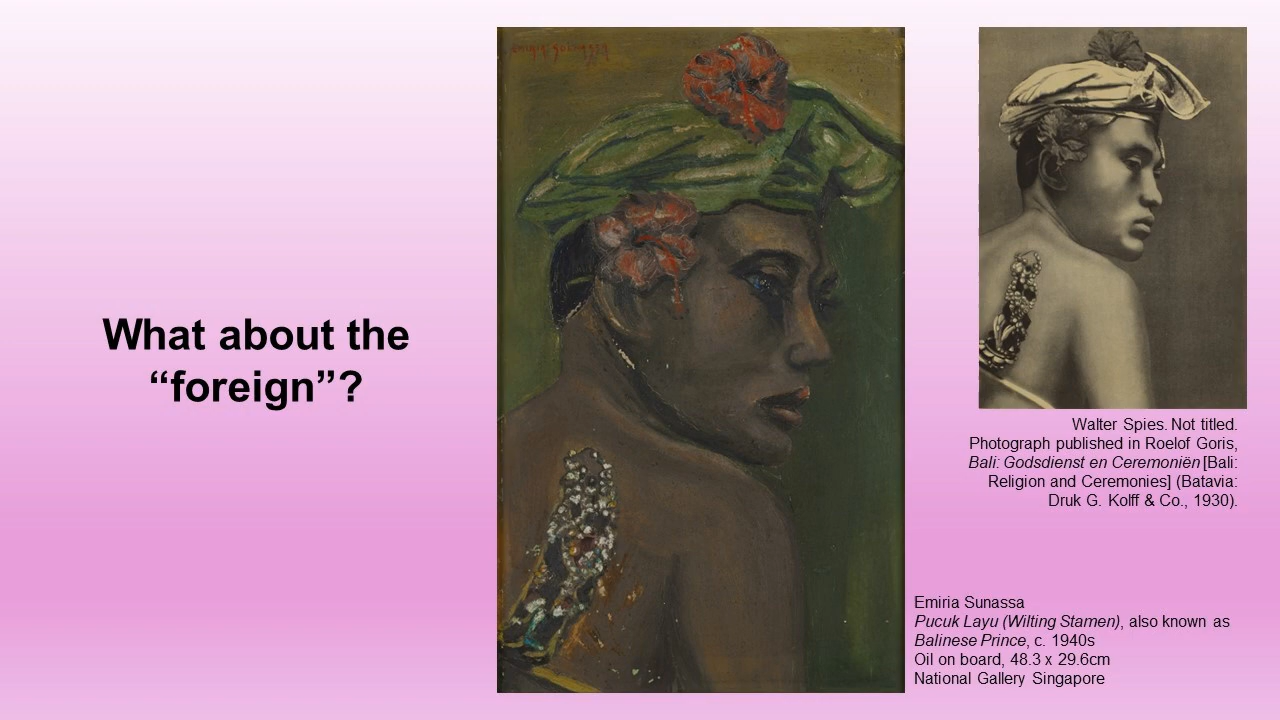 What about the
“foreign”?
Walter Spies. Not titled.
Photograph published in Roelof Goris,
Bali: Godsdienst en Ceremoniën [Bali:
Religion and Ceremonies] (Batavia:
Druk G. Kolff & Co., 1930).
Emiria Sunassa
Pucuk Layu (Wilting Stamen), also known as
Balinese Prince, c. 1940s
Oil on board, 48.3 x 29.6cm
National Gallery Singapore